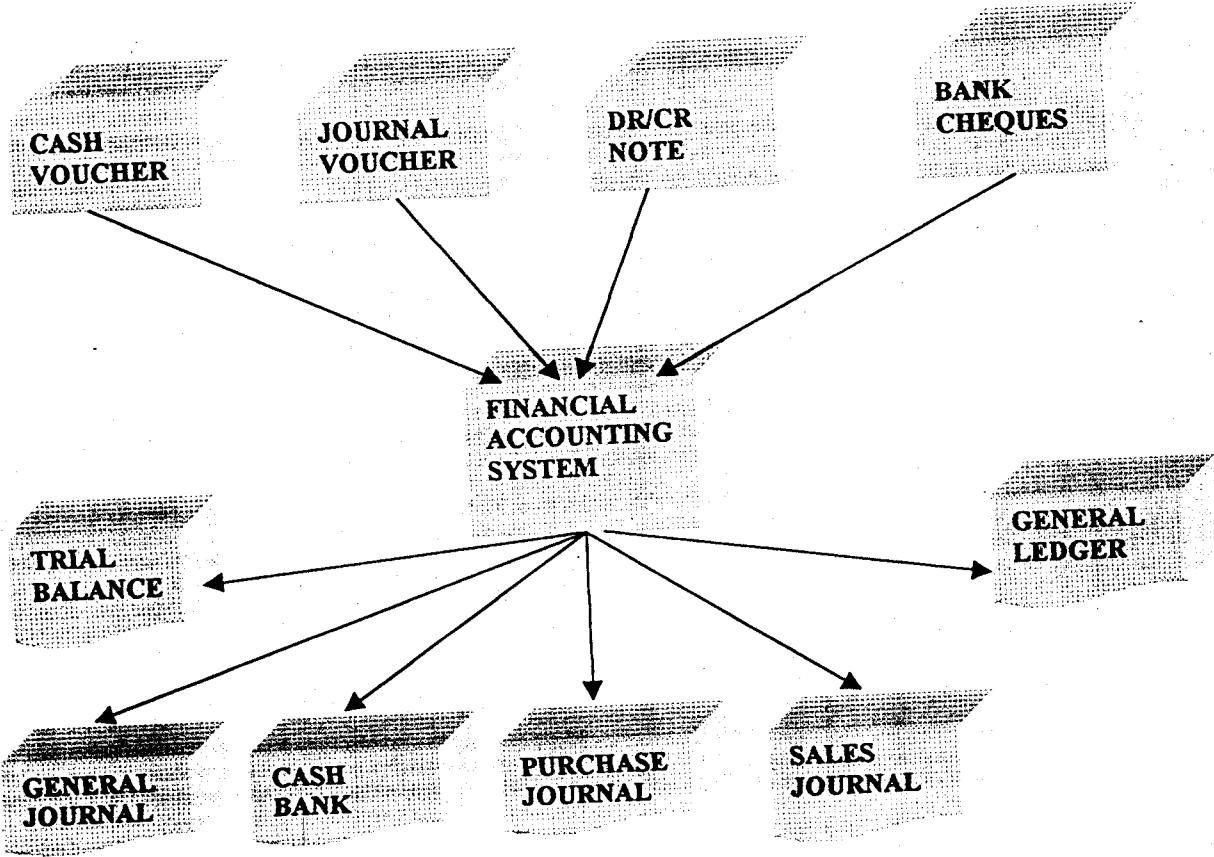 CASH
VOUCHER
JOURNAL
VOUCHER
DR/CR
NOTE
BANK
CHEQUES
FINANCIAL
ACCOUNTING
SYSTEM
TRIAL
BALANCE
GENERAL
LEDGER
GENERAL
JOURNAL
CASH
BANK
PURCHASE
JOURNAL
SALES
JOURNAL